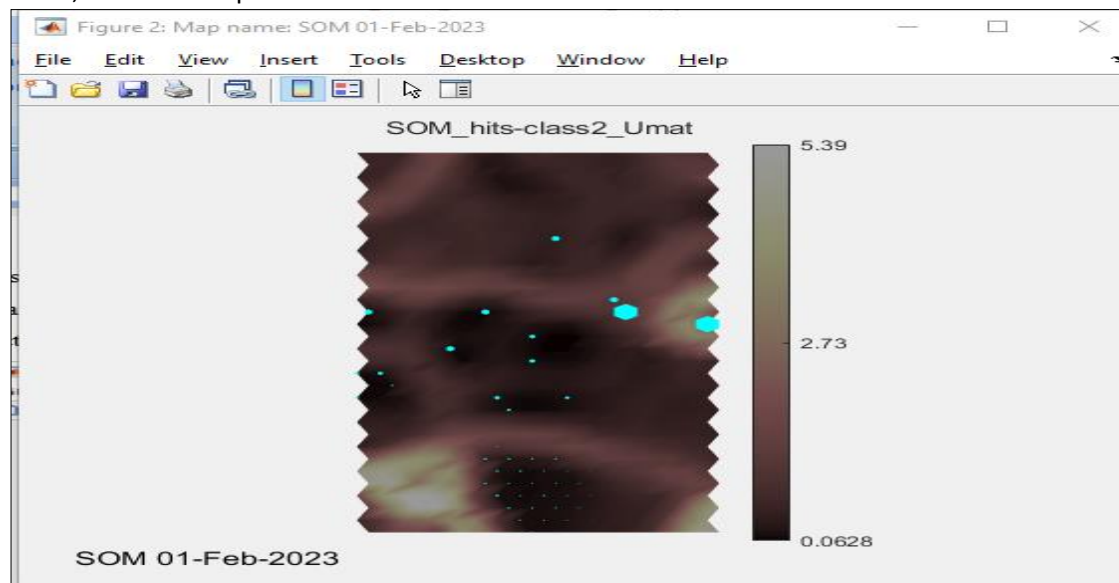 Figure 2: Map name: SOM 01-Feb-2023
File Edit View Insert Tools Desktop Window Help
SOM_hits-class2_Umat
5.39
2.73
0.0628
SOM 01-Feb-2023